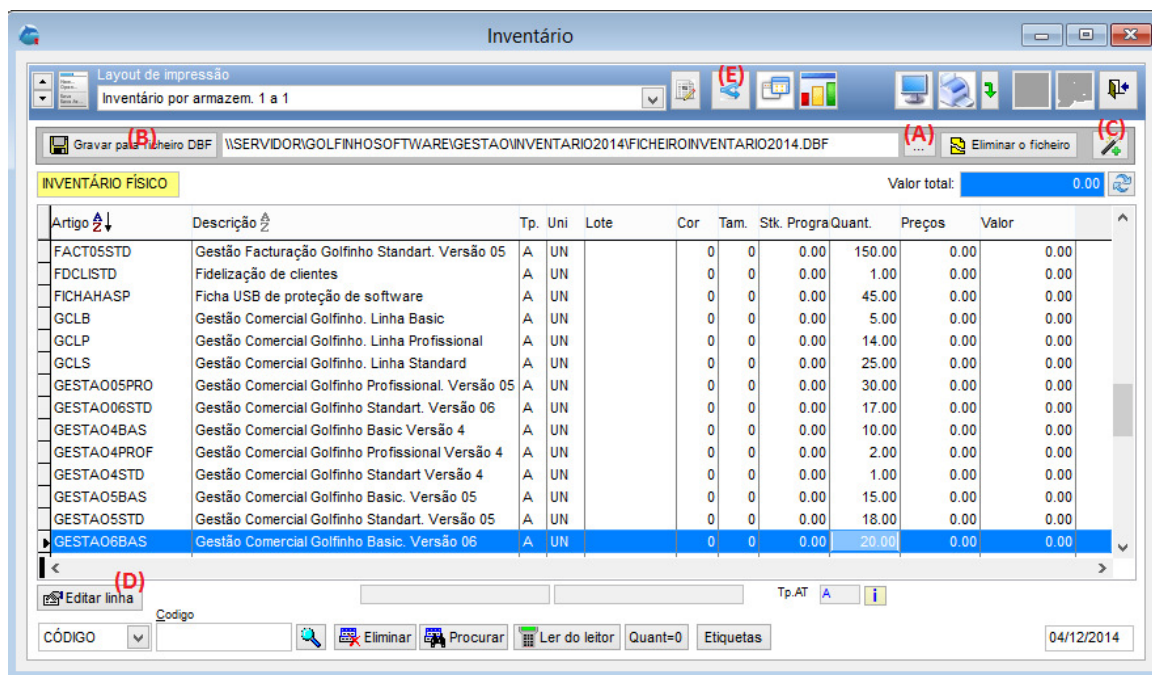 Inventário
Layout de impressão
Inventário por armazem. 1 a 1
(E)
Gravar para ficheiro DBF
(B)
\\SERVIDOR\GOLFINHOSOFTWARE\GESTAO\INVENTARIO2014\FICHEIROINVENTARIO2014.DBF
(A)
...
Eliminar o ficheiro
(C)
INVENTÁRIO FÍSICO
Valor total: 0.00
Artigo Descrição Tp. Uni Lote Cor Tam. Stk. Progra Quant. Preços Valor
FACT05STD Gestão Facturação Golfinho Standart. Versão 05 A UN 0 0 0.00 150.00 0.00 0.00
FDCLISTD Fidelização de clientes A UN 0 0 0.00 1.00 0.00 0.00
FICHAHASP Ficha USB de proteção de software A UN 0 0 0.00 45.00 0.00 0.00
GCLB Gestão Comercial Golfinho. Linha Basic A UN 0 0 0.00 5.00 0.00 0.00
GCLP Gestão Comercial Golfinho. Linha Profissional A UN 0 0 0.00 14.00 0.00 0.00
GCLS Gestão Comercial Golfinho. Linha Standard A UN 0 0 0.00 25.00 0.00 0.00
GESTAO05PRO Gestão Comercial Golfinho Profissional. Versão 05 A UN 0 0 0.00 30.00 0.00 0.00
GESTAO06STD Gestão Comercial Golfinho Standart. Versão 06 A UN 0 0 0.00 17.00 0.00 0.00
GESTAO4BAS Gestão Comercial Golfinho Basic Versão 4 A UN 0 0 0.00 10.00 0.00 0.00
GESTAO4PROF Gestão Comercial Golfinho Profissional Versão 4 A UN 0 0 0.00 2.00 0.00 0.00
GESTAO4STD Gestão Comercial Golfinho Standart Versão 4 A UN 0 0 0.00 1.00 0.00 0.00
GESTAO5BAS Gestão Comercial Golfinho Basic. Versão 05 A UN 0 0 0.00 15.00 0.00 0.00
GESTAO5STD Gestão Comercial Golfinho Standart. Versão 05 A UN 0 0 0.00 18.00 0.00 0.00
GESTAO6BAS Gestão Comercial Golfinho Basic. Versão 06 A UN 0 0 0.00 20.00 0.00 0.00
(D)
Editar linha
Tp.AT A i
Codigo
CÓDIGO Eliminar Procurar Ler do leitor Quant=0 Etiquetas 04/12/2014